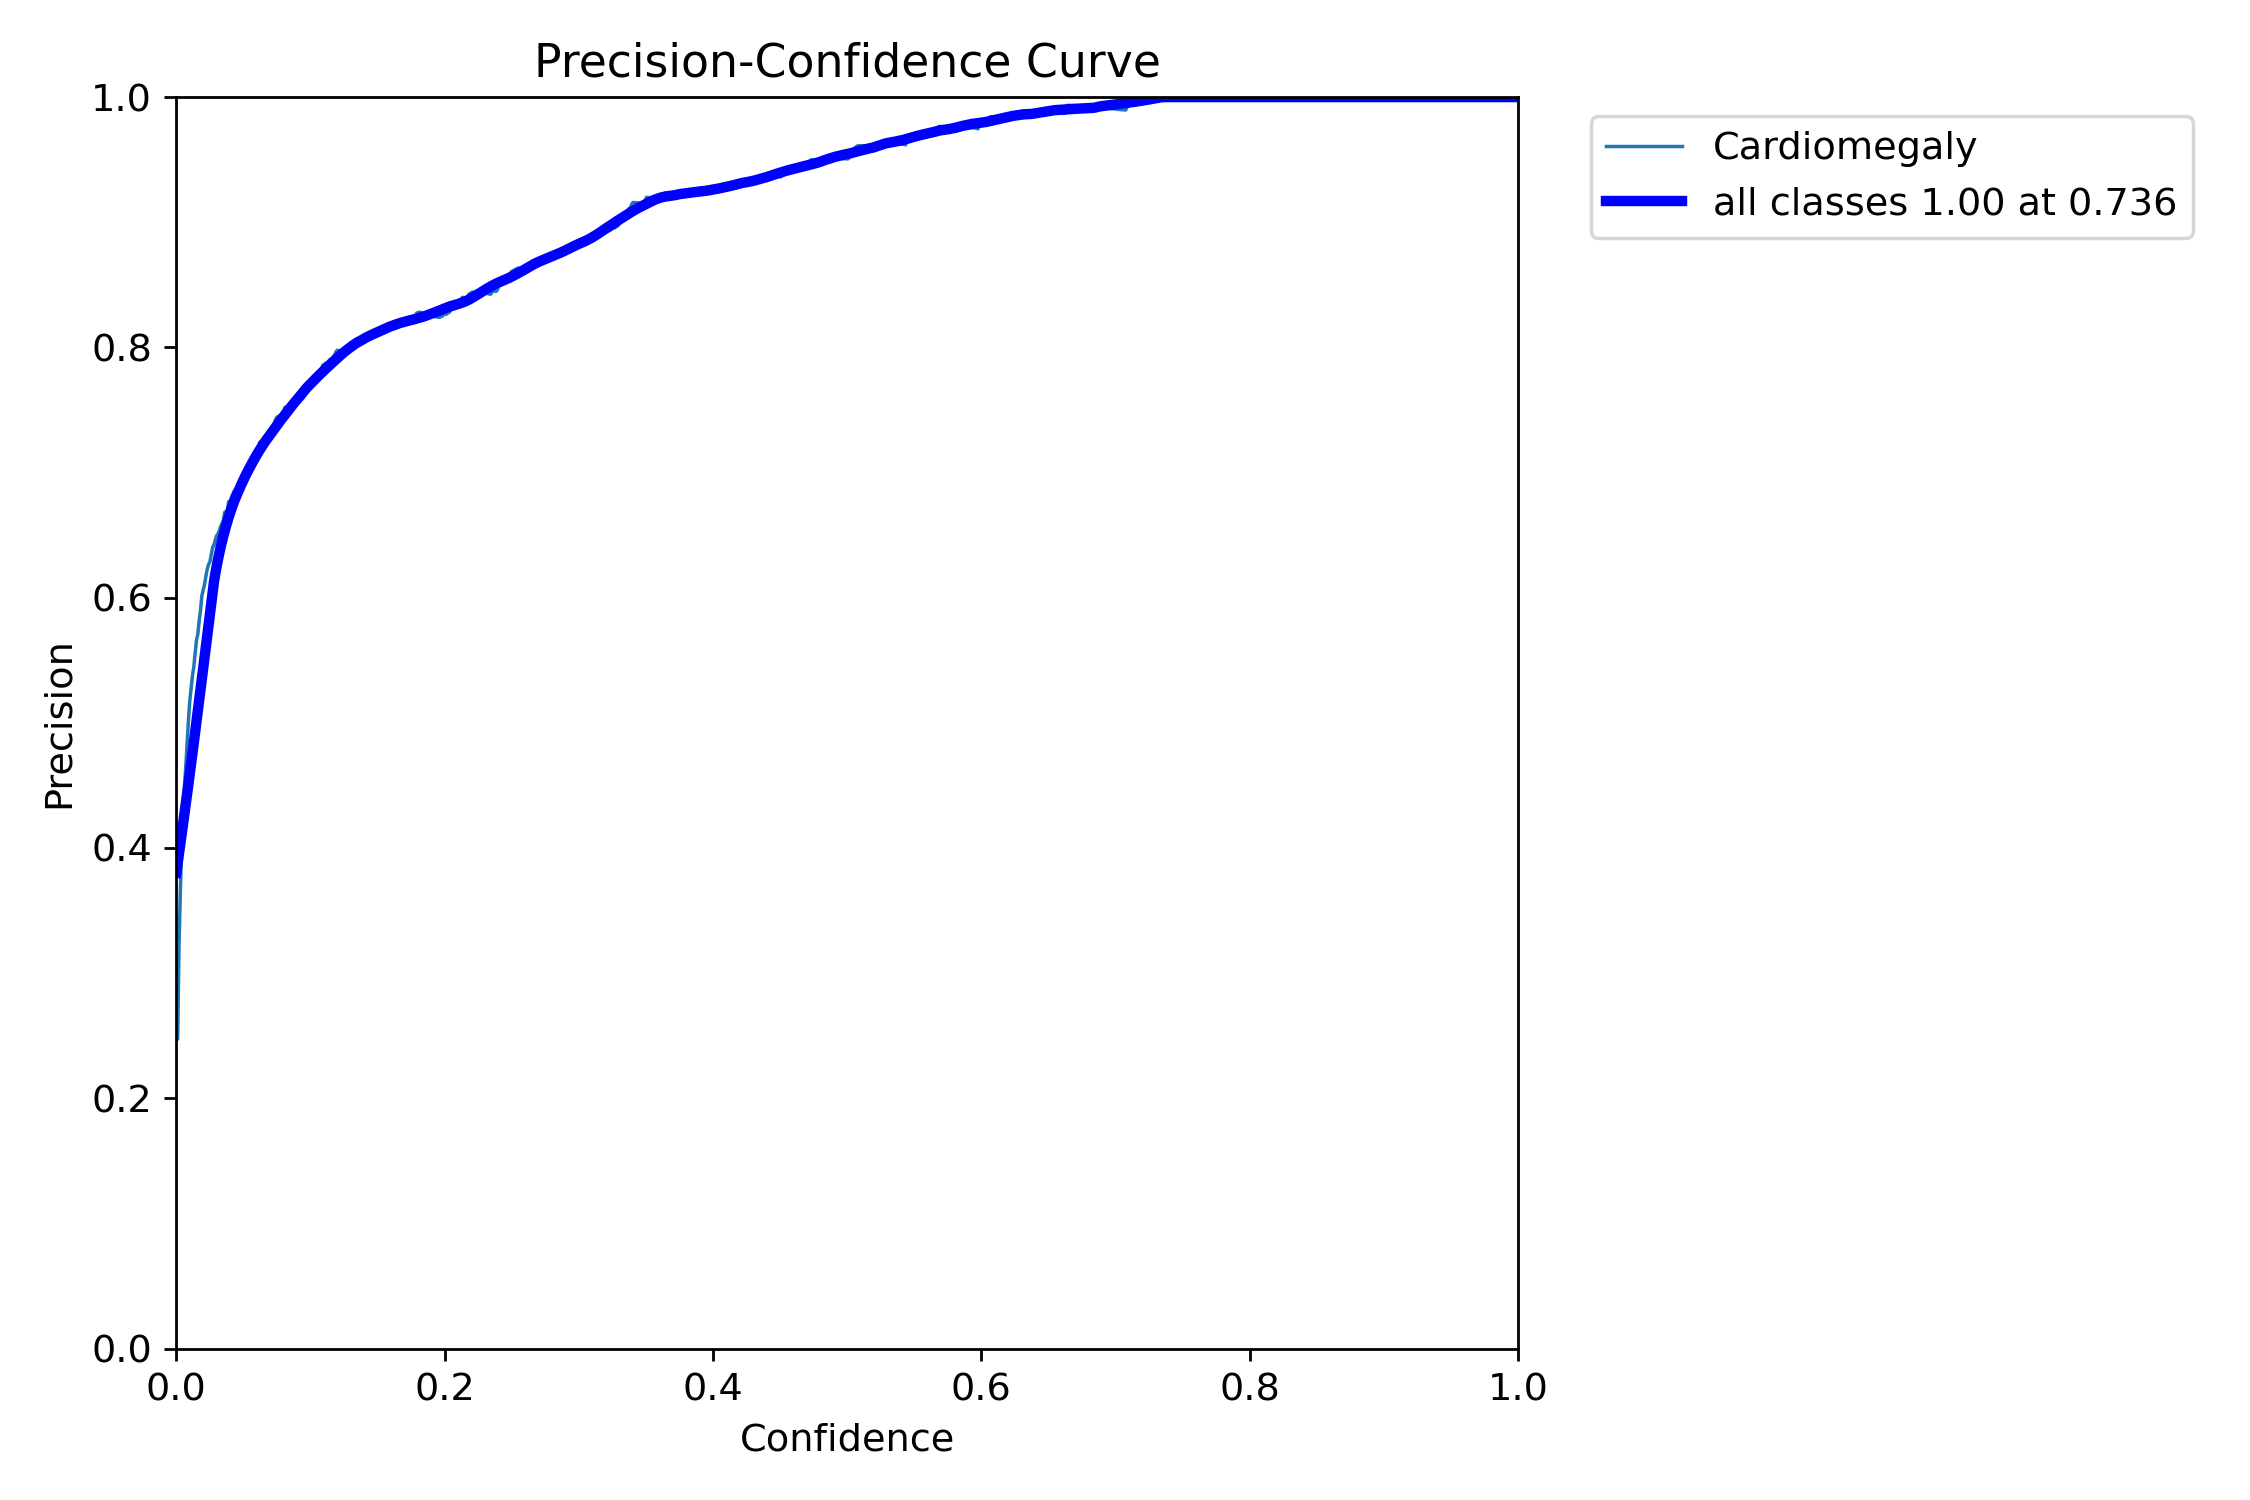 Precision-Confidence Curve
1.0
0.8
0.6
0.4
0.2
0.0
Precision
0.0 0.2 0.4 0.6 0.8 1.0
Confidence
Cardiomegaly
all classes 1.00 at 0.736